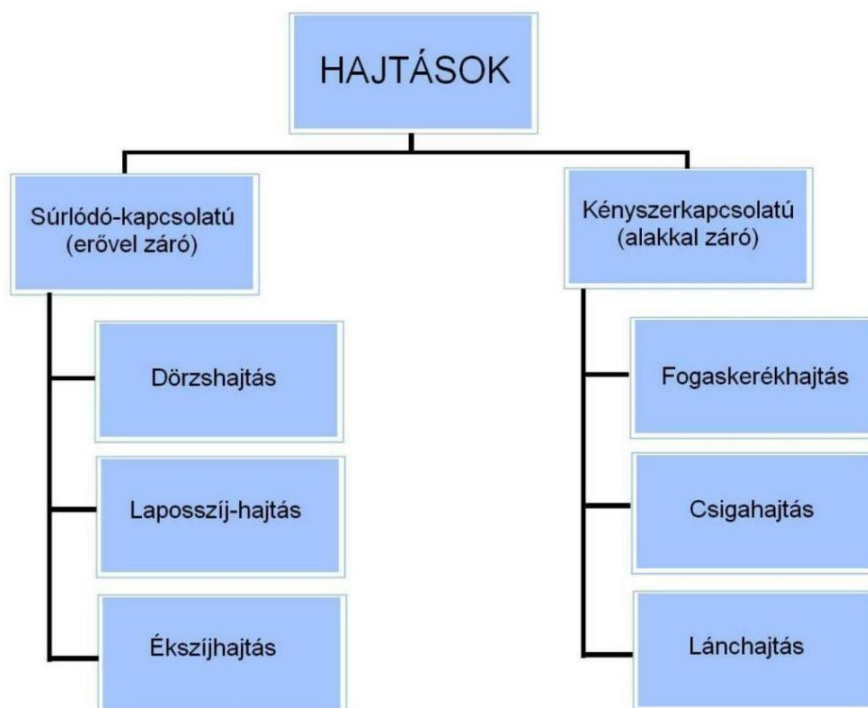 HAJTÁSOK
Súrlódó-kapcsolatú
(erővel záró)
Dörzshajtás
Laposszíj-hajtás
Ékszíjhajtás
Kényszerkapcsolatú
(alakkal záró)
Fogaskerékhajtás
Csigahajtás
Lánchajtás